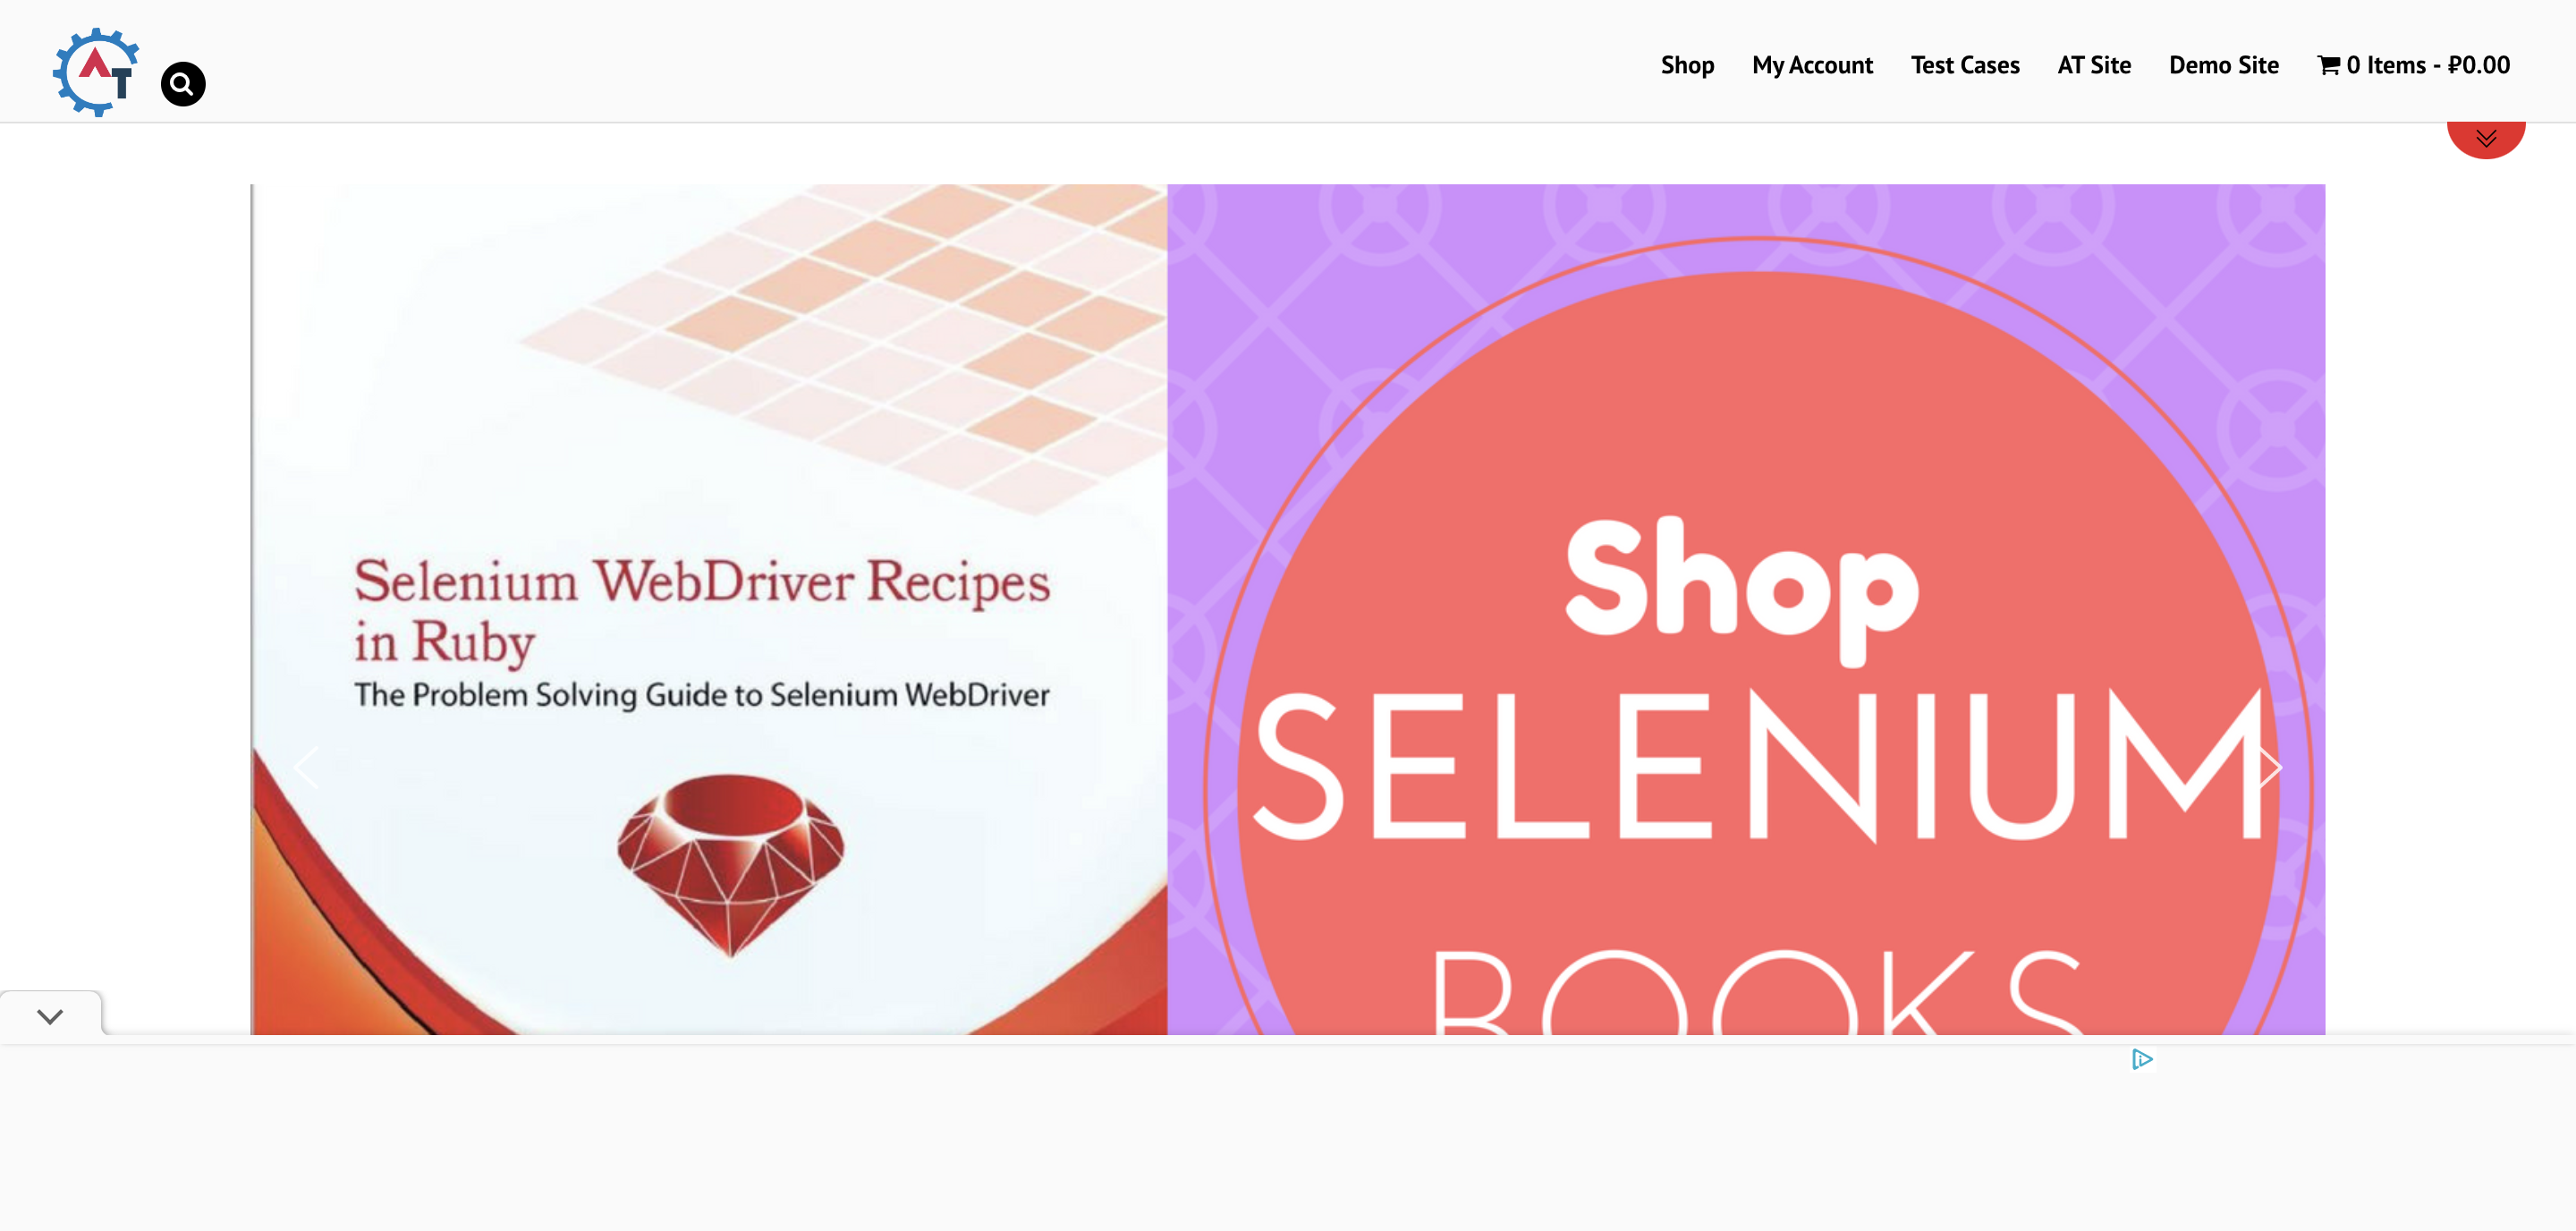 AT
Shop My Account Test Cases AT Site Demo Site 0 Items - ₽0.00
Selenium WebDriver Recipes
in Ruby
The Problem Solving Guide to Selenium WebDriver
Shop
SELENIUM
BOOKS